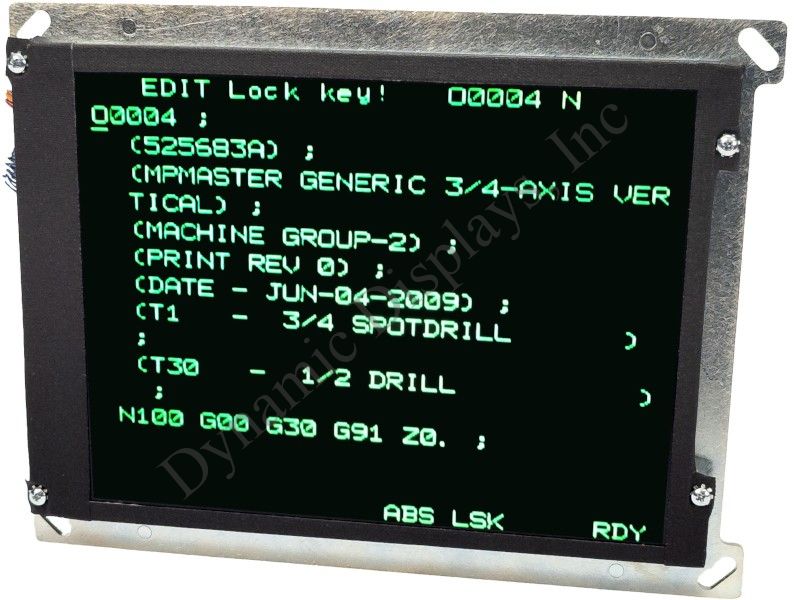 EDIT Lock key! O0004 N
O0004 ;
(525683A) ;
(MPMASTER GENERIC 3/4-AXIS VER
TICAL) ;
(MACHINE GROUP-2) ;
(PRINT REV 0) ;
(DATE - JUN-04-2009) ;
(T1 - 3/4 SPOTDRILL )
;
(T30 - 1/2 DRILL )
;
N100 G00 G30 G91 Z0. ;
ABS LSK
RDY
Dynamic Displays, Inc